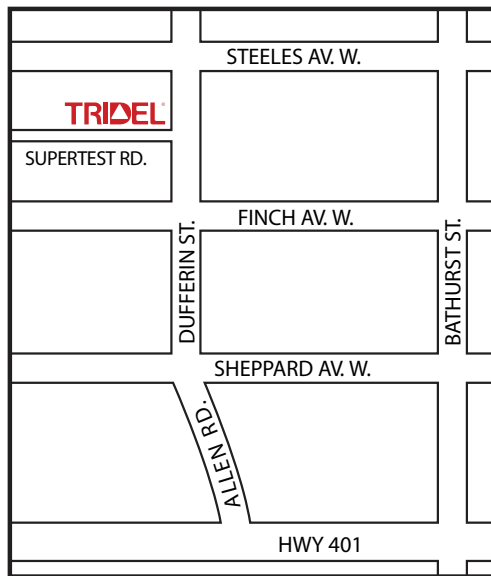 STEELES AV. W.
TRIDEL
SUPERTEST RD.
FINCH AV. W.
DUFFERIN ST.
BATHURST ST.
SHEPPARD AV. W.
ALLEN RD.
HWY 401